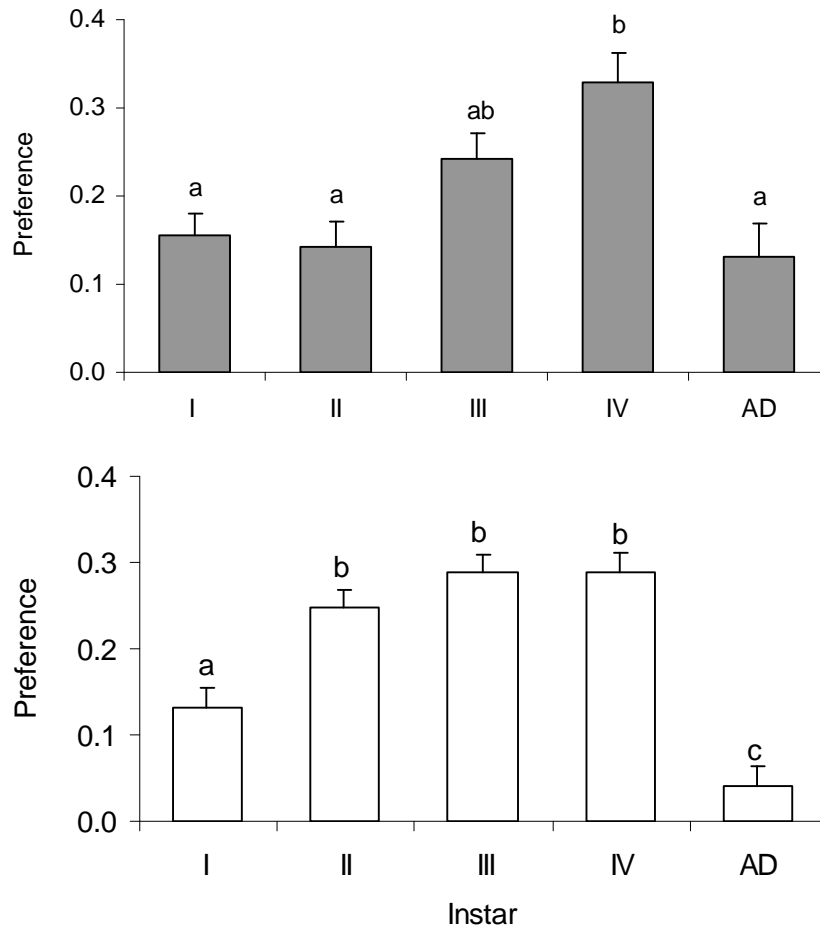 0.4
b
ab
0.3
a
a
a
0.2
0.1
0.0
Preference
I II III IV AD
0.4
b
b
b
0.3
0.2
a
0.1
c
0.0
Preference
I II III IV AD
Instar